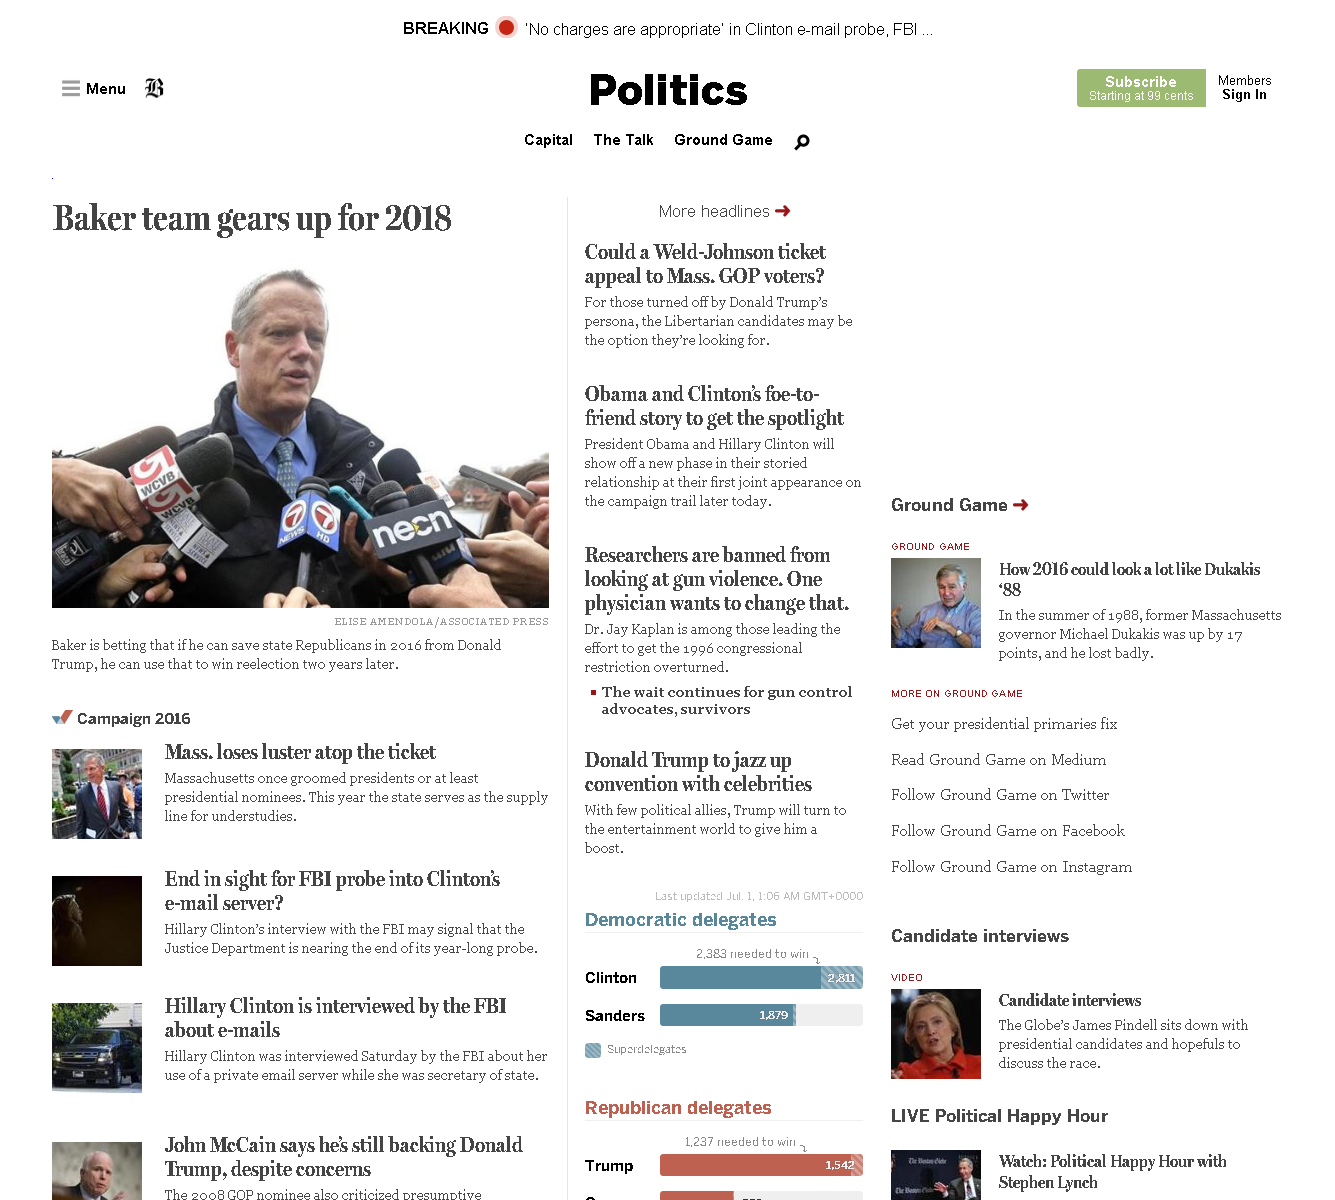 BREAKING 'No charges are appropriate' in Clinton e-mail probe, FBI ...
Menu
B
Politics
Subscribe
Starting at 99 cents
Members
Sign In
Capital The Talk Ground Game
Baker team gears up for 2018
WCVB
7
NEWS HD
necn
ELISE AMENDOLA/ASSOCIATED PRESS
Baker is betting that if he can save state Republicans in 2016 from Donald
Trump, he can use that to win reelection two years later.
Campaign 2016
Mass. loses luster atop the ticket
Massachusetts once groomed presidents or at least
presidential nominees. This year the state serves as the supply
line for understudies.
End in sight for FBI probe into Clinton's
e-mail server?
Hillary Clinton's interview with the FBI may signal that the
Justice Department is nearing the end of its year-long probe.
Hillary Clinton is interviewed by the FBI
about e-mails
Hillary Clinton was interviewed Saturday by the FBI about her
use of a private email server while she was secretary of state.
John McCain says he's still backing Donald
Trump, despite concerns
The 2008 GOP nominee also criticized presumptive
More headlines
Could a Weld-Johnson ticket
appeal to Mass. GOP voters?
For those turned off by Donald Trump's
persona, the Libertarian candidates may be
the option they're looking for.
Obama and Clinton's foe-to-
friend story to get the spotlight
President Obama and Hillary Clinton will
show off a new phase in their storied
relationship at their first joint appearance on
the campaign trail later today.
Researchers are banned from
looking at gun violence. One
physician wants to change that.
Dr. Jay Kaplan is among those leading the
effort to get the 1996 congressional
restriction overturned.
The wait continues for gun control
advocates, survivors
Donald Trump to jazz up
convention with celebrities
With few political allies, Trump will turn to
the entertainment world to give him a
boost.
Last updated Jul. 1, 1:06 AM GMT+0000
Democratic delegates
2,383 needed to win
Clinton 2,811
Sanders 1,879
Superdelegates
Republican delegates
1,237 needed to win
Trump 1,542
Ground Game
GROUND GAME
How 2016 could look a lot like Dukakis
'88
In the summer of 1988, former Massachusetts
governor Michael Dukakis was up by 17
points, and he lost badly.
MORE ON GROUND GAME
Get your presidential primaries fix
Read Ground Game on Medium
Follow Ground Game on Twitter
Follow Ground Game on Facebook
Follow Ground Game on Instagram
Candidate interviews
VIDEO
Candidate interviews
The Globe's James Pindell sits down with
presidential candidates and hopefuls to
discuss the race.
LIVE Political Happy Hour
Watch: Political Happy Hour with
Stephen Lynch